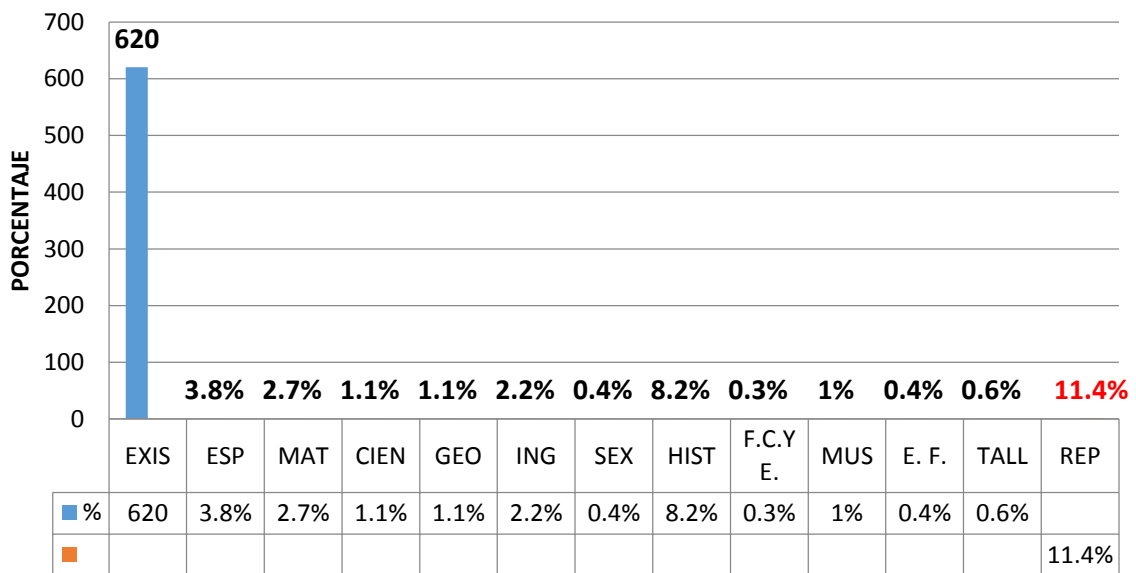 700
600
500
400
300
200
100
0
PORCENTAJE
620
3.8% 2.7% 1.1% 1.1% 2.2% 0.4% 8.2% 0.3% 1% 0.4% 0.6% 11.4%
EXIS ESP MAT CIEN GEO ING SEX HIST F.C.Y E. MUS E. F. TALL REP
% 620 3.8% 2.7% 1.1% 1.1% 2.2% 0.4% 8.2% 0.3% 1% 0.4% 0.6%
11.4%